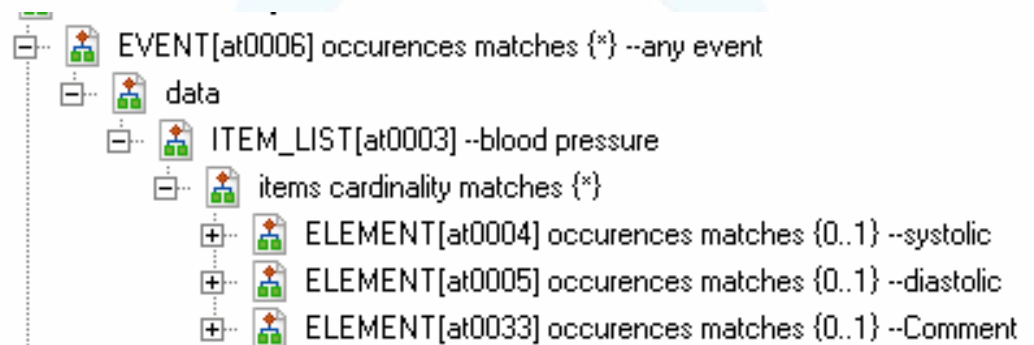 EVENT[at0006] occurences matches {*} --any event
data
ITEM_LIST[at0003] --blood pressure
items cardinality matches {*}
ELEMENT[at0004] occurences matches {0..1} --systolic
ELEMENT[at0005] occurences matches {0..1} --diastolic
ELEMENT[at0033] occurences matches {0..1} --Comment